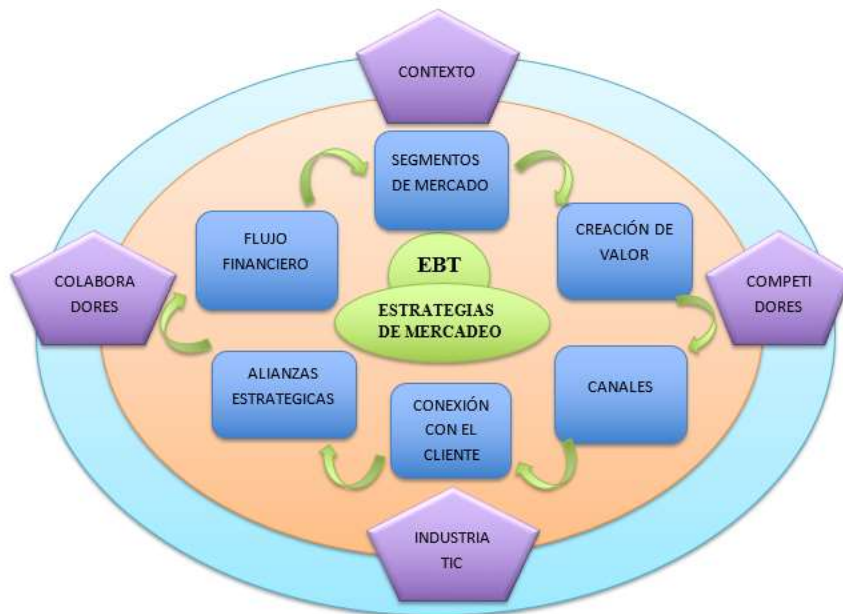 CONTEXTO
SEGMENTOS
DE MERCADO
FLUJO
FINANCIERO
CREACIÓN DE
VALOR
EBT
COLABORA
DORES
COMPETI
DORES
ESTRATEGIAS
DE MERCADEO
ALIANZAS
ESTRATEGICAS
CONEXIÓN
CON EL
CLIENTE
CANALES
INDUSTRIA
TIC